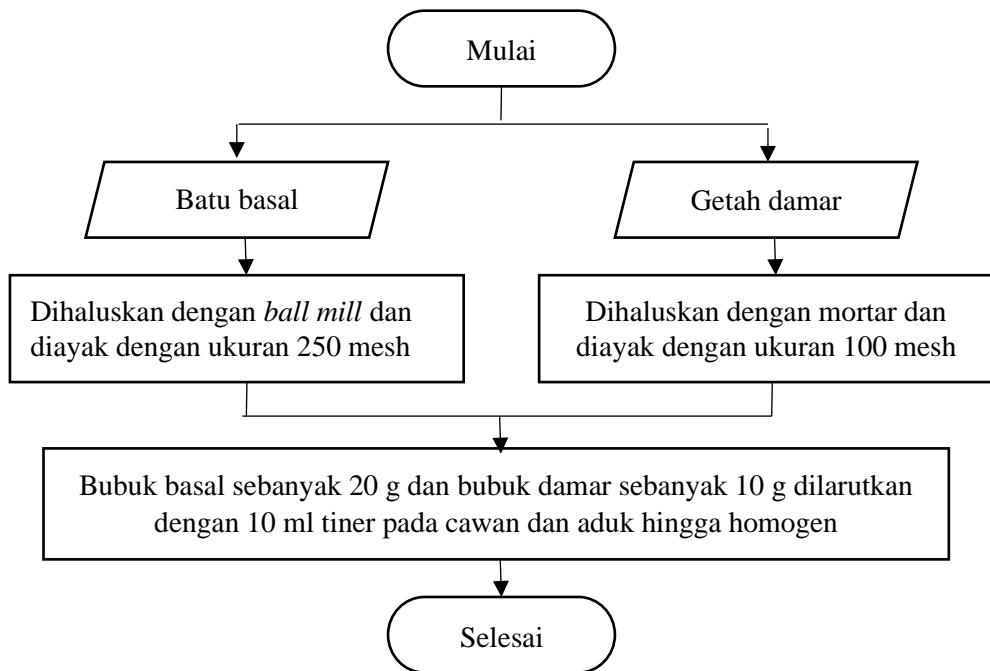 Mulai
Batu basal
Getah damar
Dihaluskan dengan ball mill dan
diayak dengan ukuran 250 mesh
Dihaluskan dengan mortar dan
diayak dengan ukuran 100 mesh
Bubuk basal sebanyak 20 g dan bubuk damar sebanyak 10 g dilarutkan
dengan 10 ml tiner pada cawan dan aduk hingga homogen
Selesai